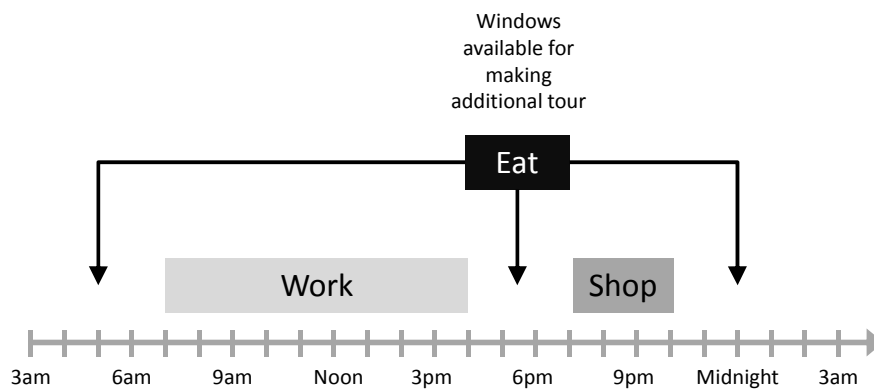 Windows
available for
making
additional tour
Eat
Work
Shop
3am 6am 9am Noon 3pm 6pm 9pm Midnight 3am